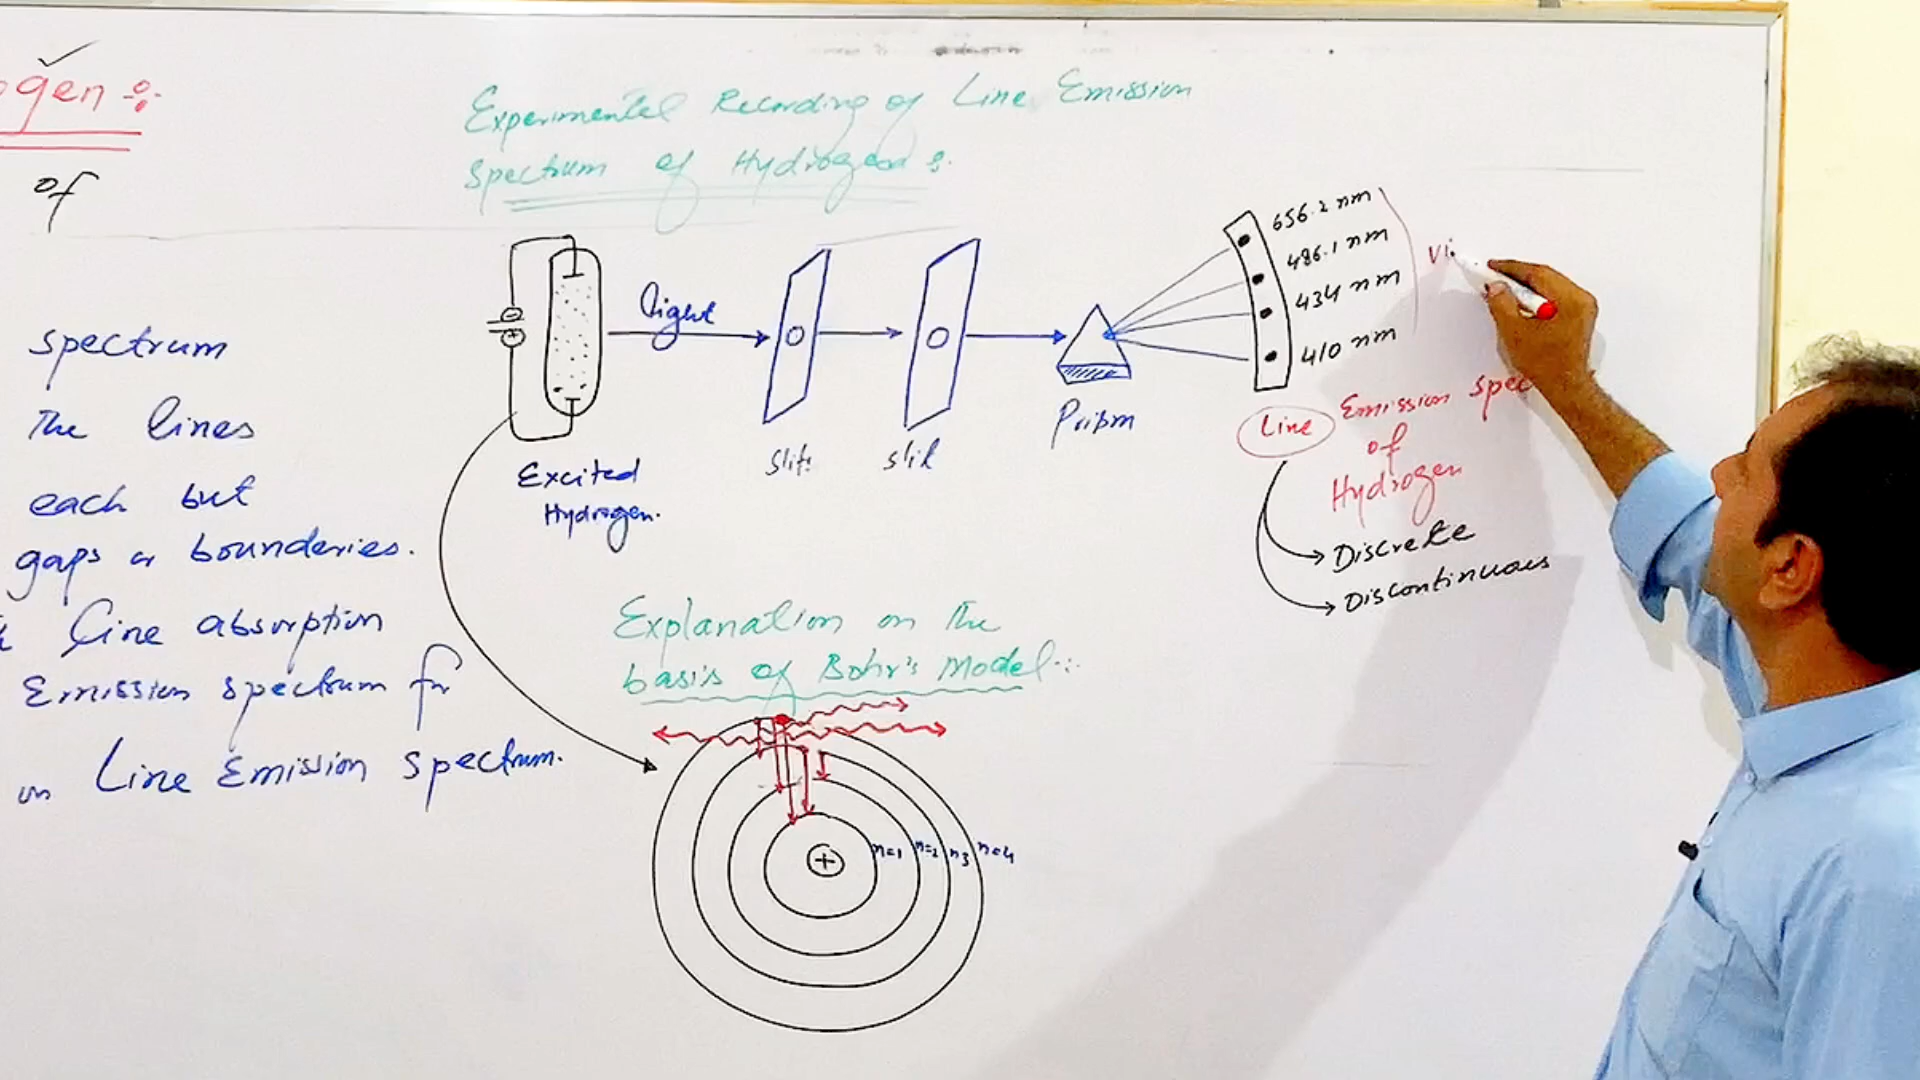 ogen :
of
spectrum
The lines
each but
gaps or bounderies.
Line absorption
Emission spectrum for
on Line Emission spectrum.
Experimental Recording of Line Emission
spectrum of Hydrogen :
light
Excited
Hydrogen.
slit
slit
Prism
656.2 nm
486.1 nm
434 nm
410 nm
Vi
Line Emission spec
of
Hydrogen
Discrete
Discontinuous
Explanation on the
basis of Bohr's Model :
+
n=1 n=2 n3 n=4